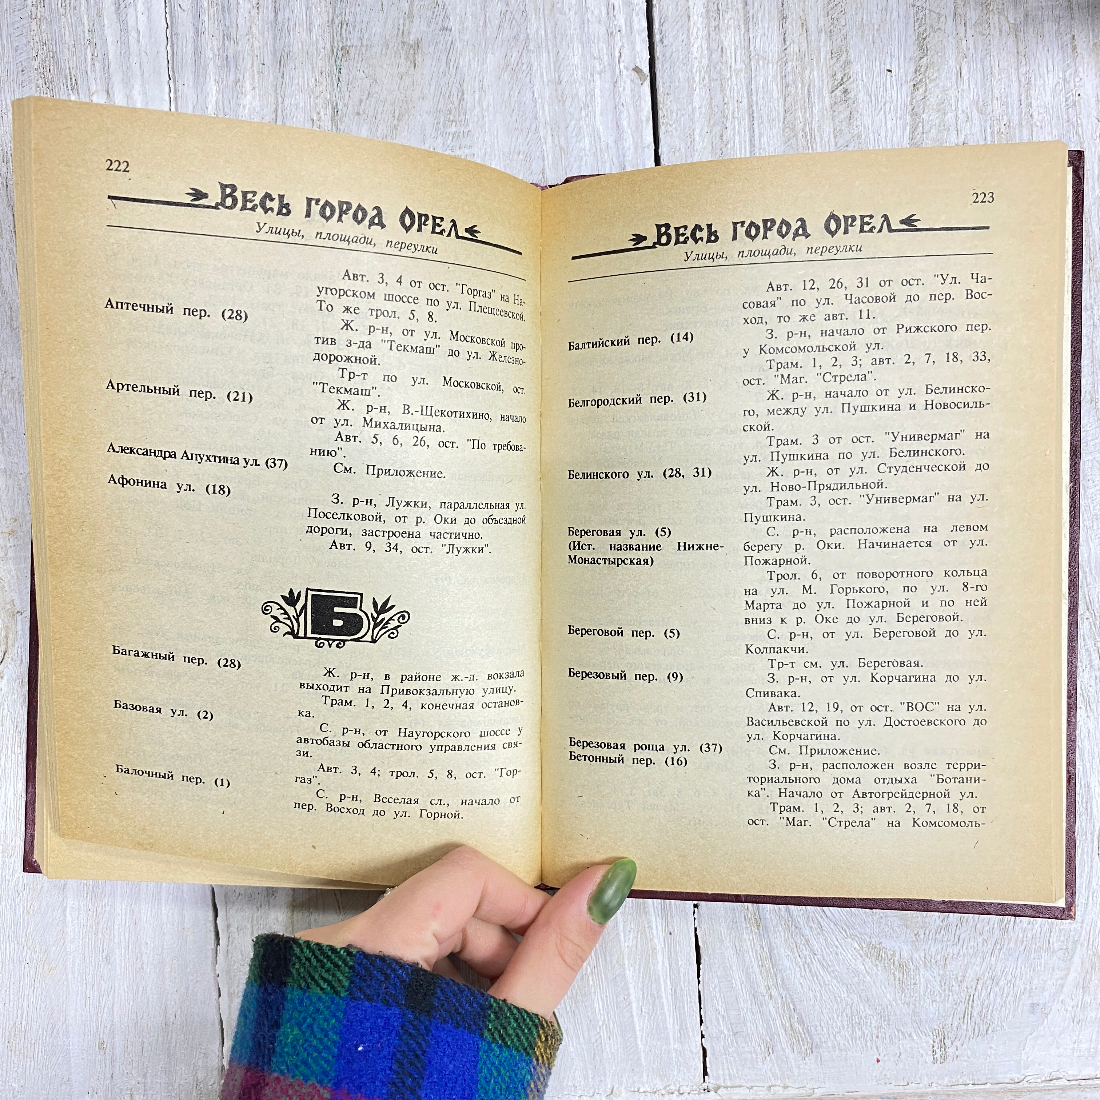 222
Весь город Орел
Улицы, площади, переулки
Авт. 3, 4 от ост. "Горгаз" на На-
угорском шоссе по ул. Плещеевской.
То же трол. 5, 8.
Аптечный пер. (28)
Ж. р-н, от ул. Московской про-
тив з-да "Текмаш" до ул. Железно-
дорожной.
Тр-т по ул. Московской, ост.
"Текмаш".
Артельный пер. (21)
Ж. р-н, В.-Щекотихино, начало
от ул. Михалицына.
Авт. 5, 6, 26, ост. "По требова-
нию".
Александра Апухтина ул. (37)
См. Приложение.
Афонина ул. (18)
З. р-н, Лужки, параллельная ул.
Поселковой, от р. Оки до объездной
дороги, застроена частично.
Авт. 9, 34, ост. "Лужки".
Б
Багажный пер. (28)
Ж. р-н, в районе ж.-д. вокзала
выходит на Привокзальную улицу.
Трам. 1, 2, 4, конечная останов-
ка.
Базовая ул. (2)
С. р-н, от Наугорского шоссе у
автобазы областного управления свя-
зи.
Авт. 3, 4; трол. 5, 8, ост. "Гор-
газ".
Балочный пер. (1)
С. р-н, Веселая сл., начало от
пер. Восход до ул. Горной.
223
Весь город Орел
Улицы, площади, переулки
Авт. 12, 26, 31 от ост. "Ул. Ча-
совая" по ул. Часовой до пер. Вос-
ход, то же авт. 11.
Балтийский пер. (14)
З. р-н, начало от Рижского пер.
у Комсомольской ул.
Трам. 1, 2, 3; авт. 2, 7, 18, 33,
ост. "Маг. "Стрела".
Белгородский пер. (31)
Ж. р-н, начало от ул. Белинско-
го, между ул. Пушкина и Новосиль-
ской.
Трам. 3 от ост. "Универмаг" на
ул. Пушкина по ул. Белинского.
Белинского ул. (28, 31)
Ж. р-н, от ул. Студенческой до
ул. Ново-Прядильной.
Трам. 3, ост. "Универмаг" на ул.
Пушкина.
Береговая ул. (5)
(Ист. название Нижне-
Монастырская)
С. р-н, расположена на левом
берегу р. Оки. Начинается от ул.
Пожарной.
Трол. 6, от поворотного кольца
на ул. М. Горького, по ул. 8-го
Марта до ул. Пожарной и по ней
вниз к р. Оке до ул. Береговой.
Береговой пер. (5)
С. р-н, от ул. Береговой до ул.
Колпакчи.
Тр-т см. ул. Береговая.
Березовый пер. (9)
З. р-н, от ул. Корчагина до ул.
Спивака.
Авт. 12, 19, от ост. "ВОС" на ул.
Васильевской по ул. Достоевского до
ул. Корчагина.
Березовая роща ул. (37)
См. Приложение.
Бетонный пер. (16)
З. р-н, расположен возле терри-
ториального дома отдыха "Ботани-
ка". Начало от Автогрейдерной ул.
Трам. 1, 2, 3; авт. 2, 7, 18, от
ост. "Маг. "Стрела" на Комсомоль-